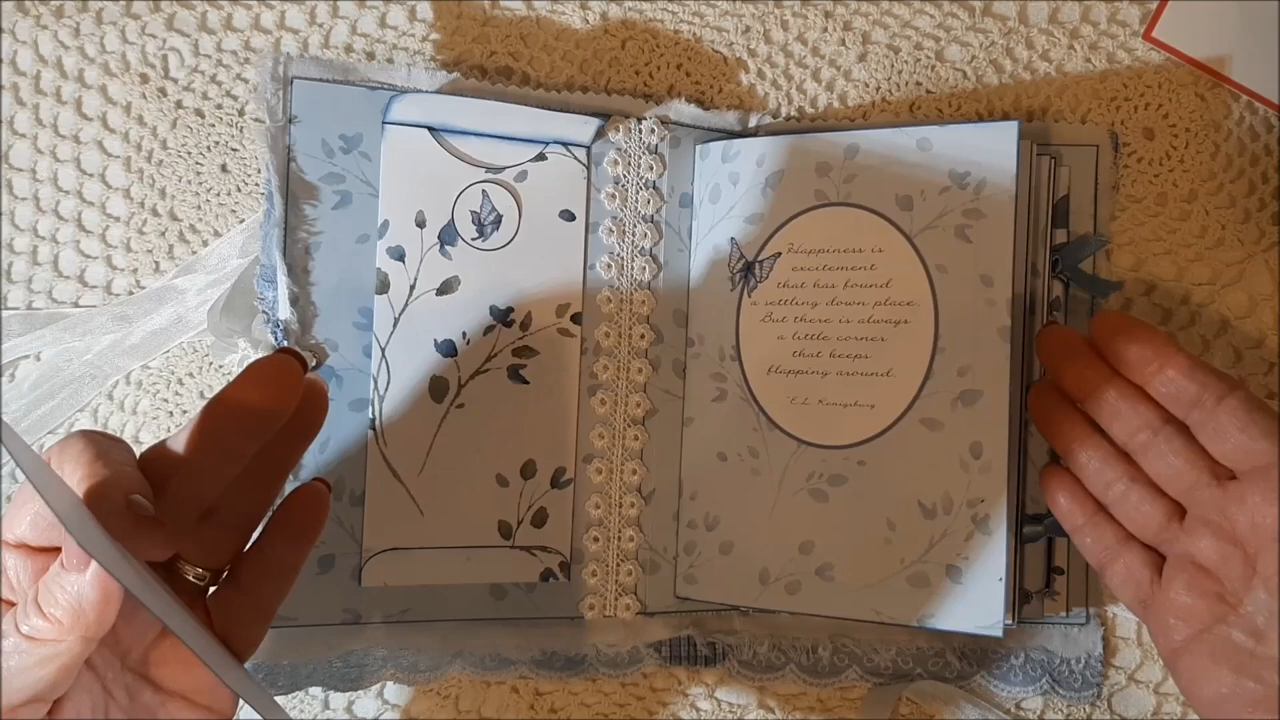 Happiness is
excitement
that has found
a settling down place.
But there is always
a little corner
that keeps
flapping around.
~E.L. Konigsburg